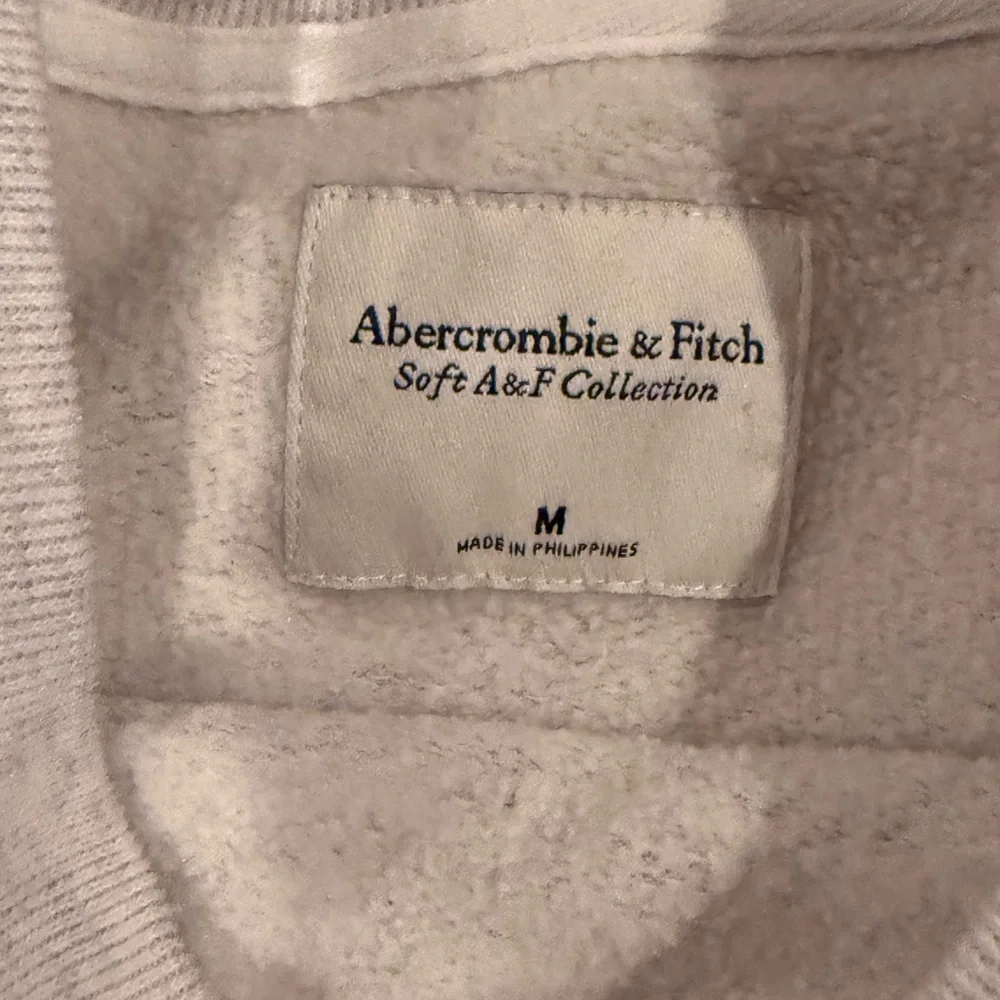 Abercrombie & Fitch
Soft A&F Collection
M
MADE IN PHILIPPINES